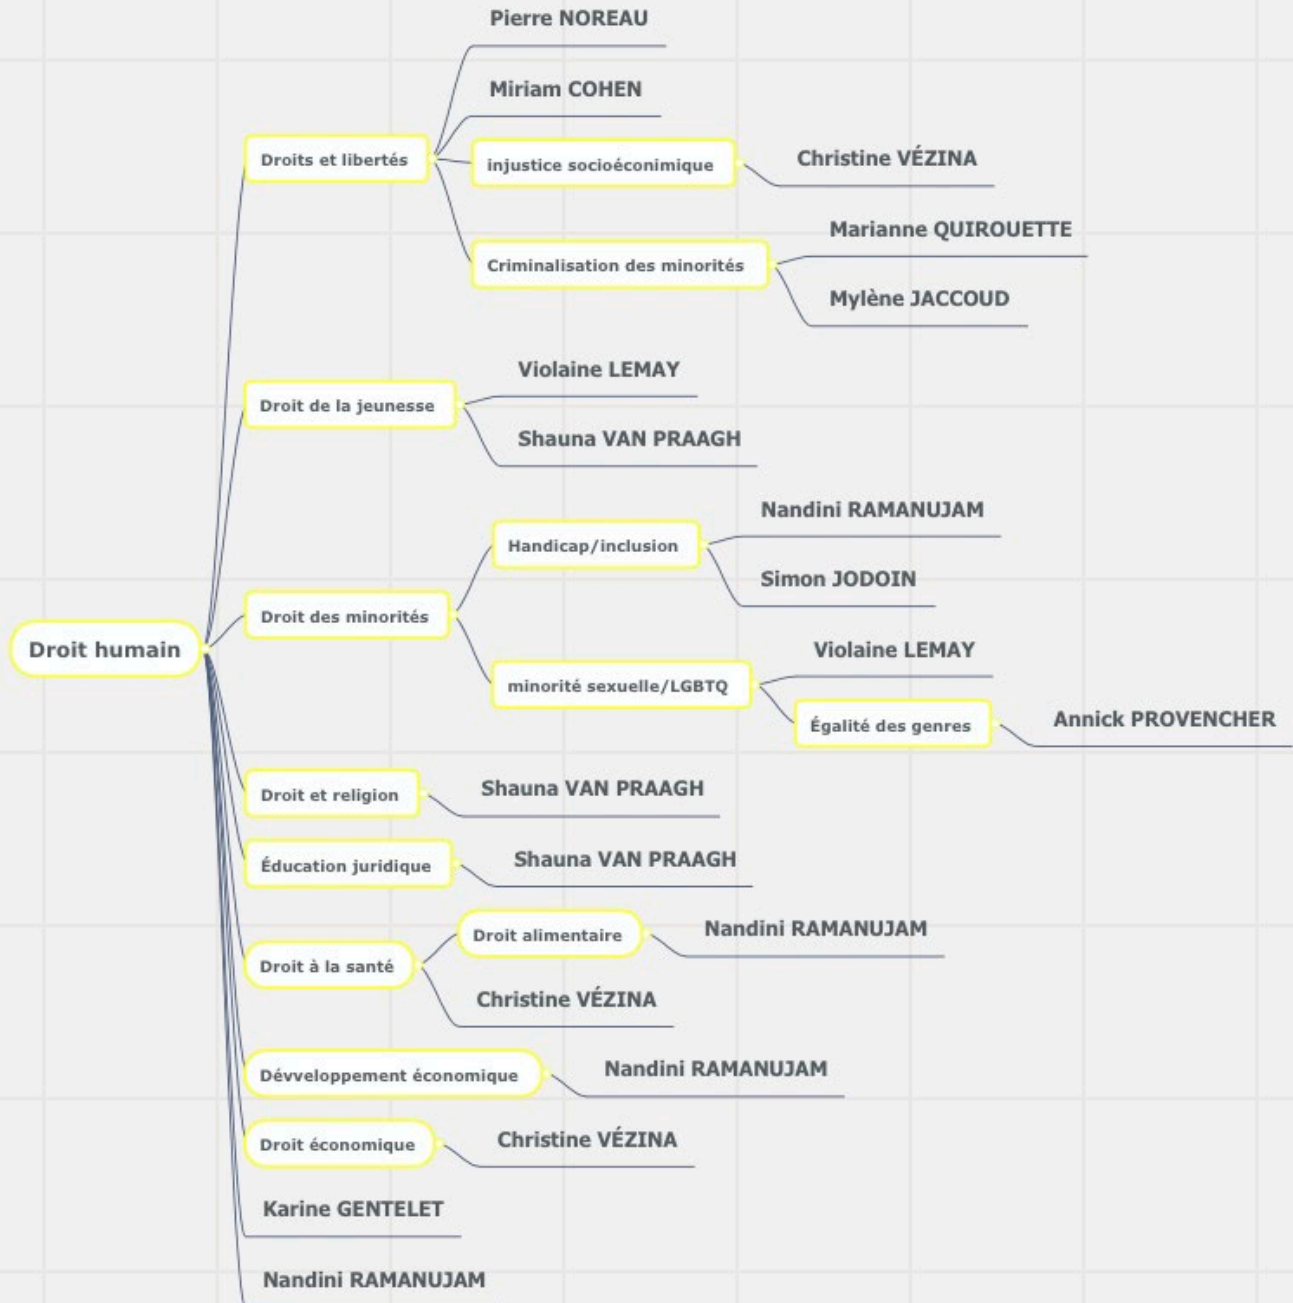 Pierre NOREAU
Miriam COHEN
Droits et libertés
injustice socioéconimique
Christine VÉZINA
Marianne QUIROUETTE
Criminalisation des minorités
Mylène JACCOUD
Violaine LEMAY
Droit de la jeunesse
Shauna VAN PRAAGH
Nandini RAMANUJAM
Handicap/inclusion
Simon JODOIN
Droit des minorités
Droit humain
Violaine LEMAY
minorité sexuelle/LGBTQ
Égalité des genres
Annick PROVENCHER
Droit et religion
Shauna VAN PRAAGH
Éducation juridique
Shauna VAN PRAAGH
Droit alimentaire
Nandini RAMANUJAM
Droit à la santé
Christine VÉZINA
Dévveloppement économique
Nandini RAMANUJAM
Droit économique
Christine VÉZINA
Karine GENTELET
Nandini RAMANUJAM